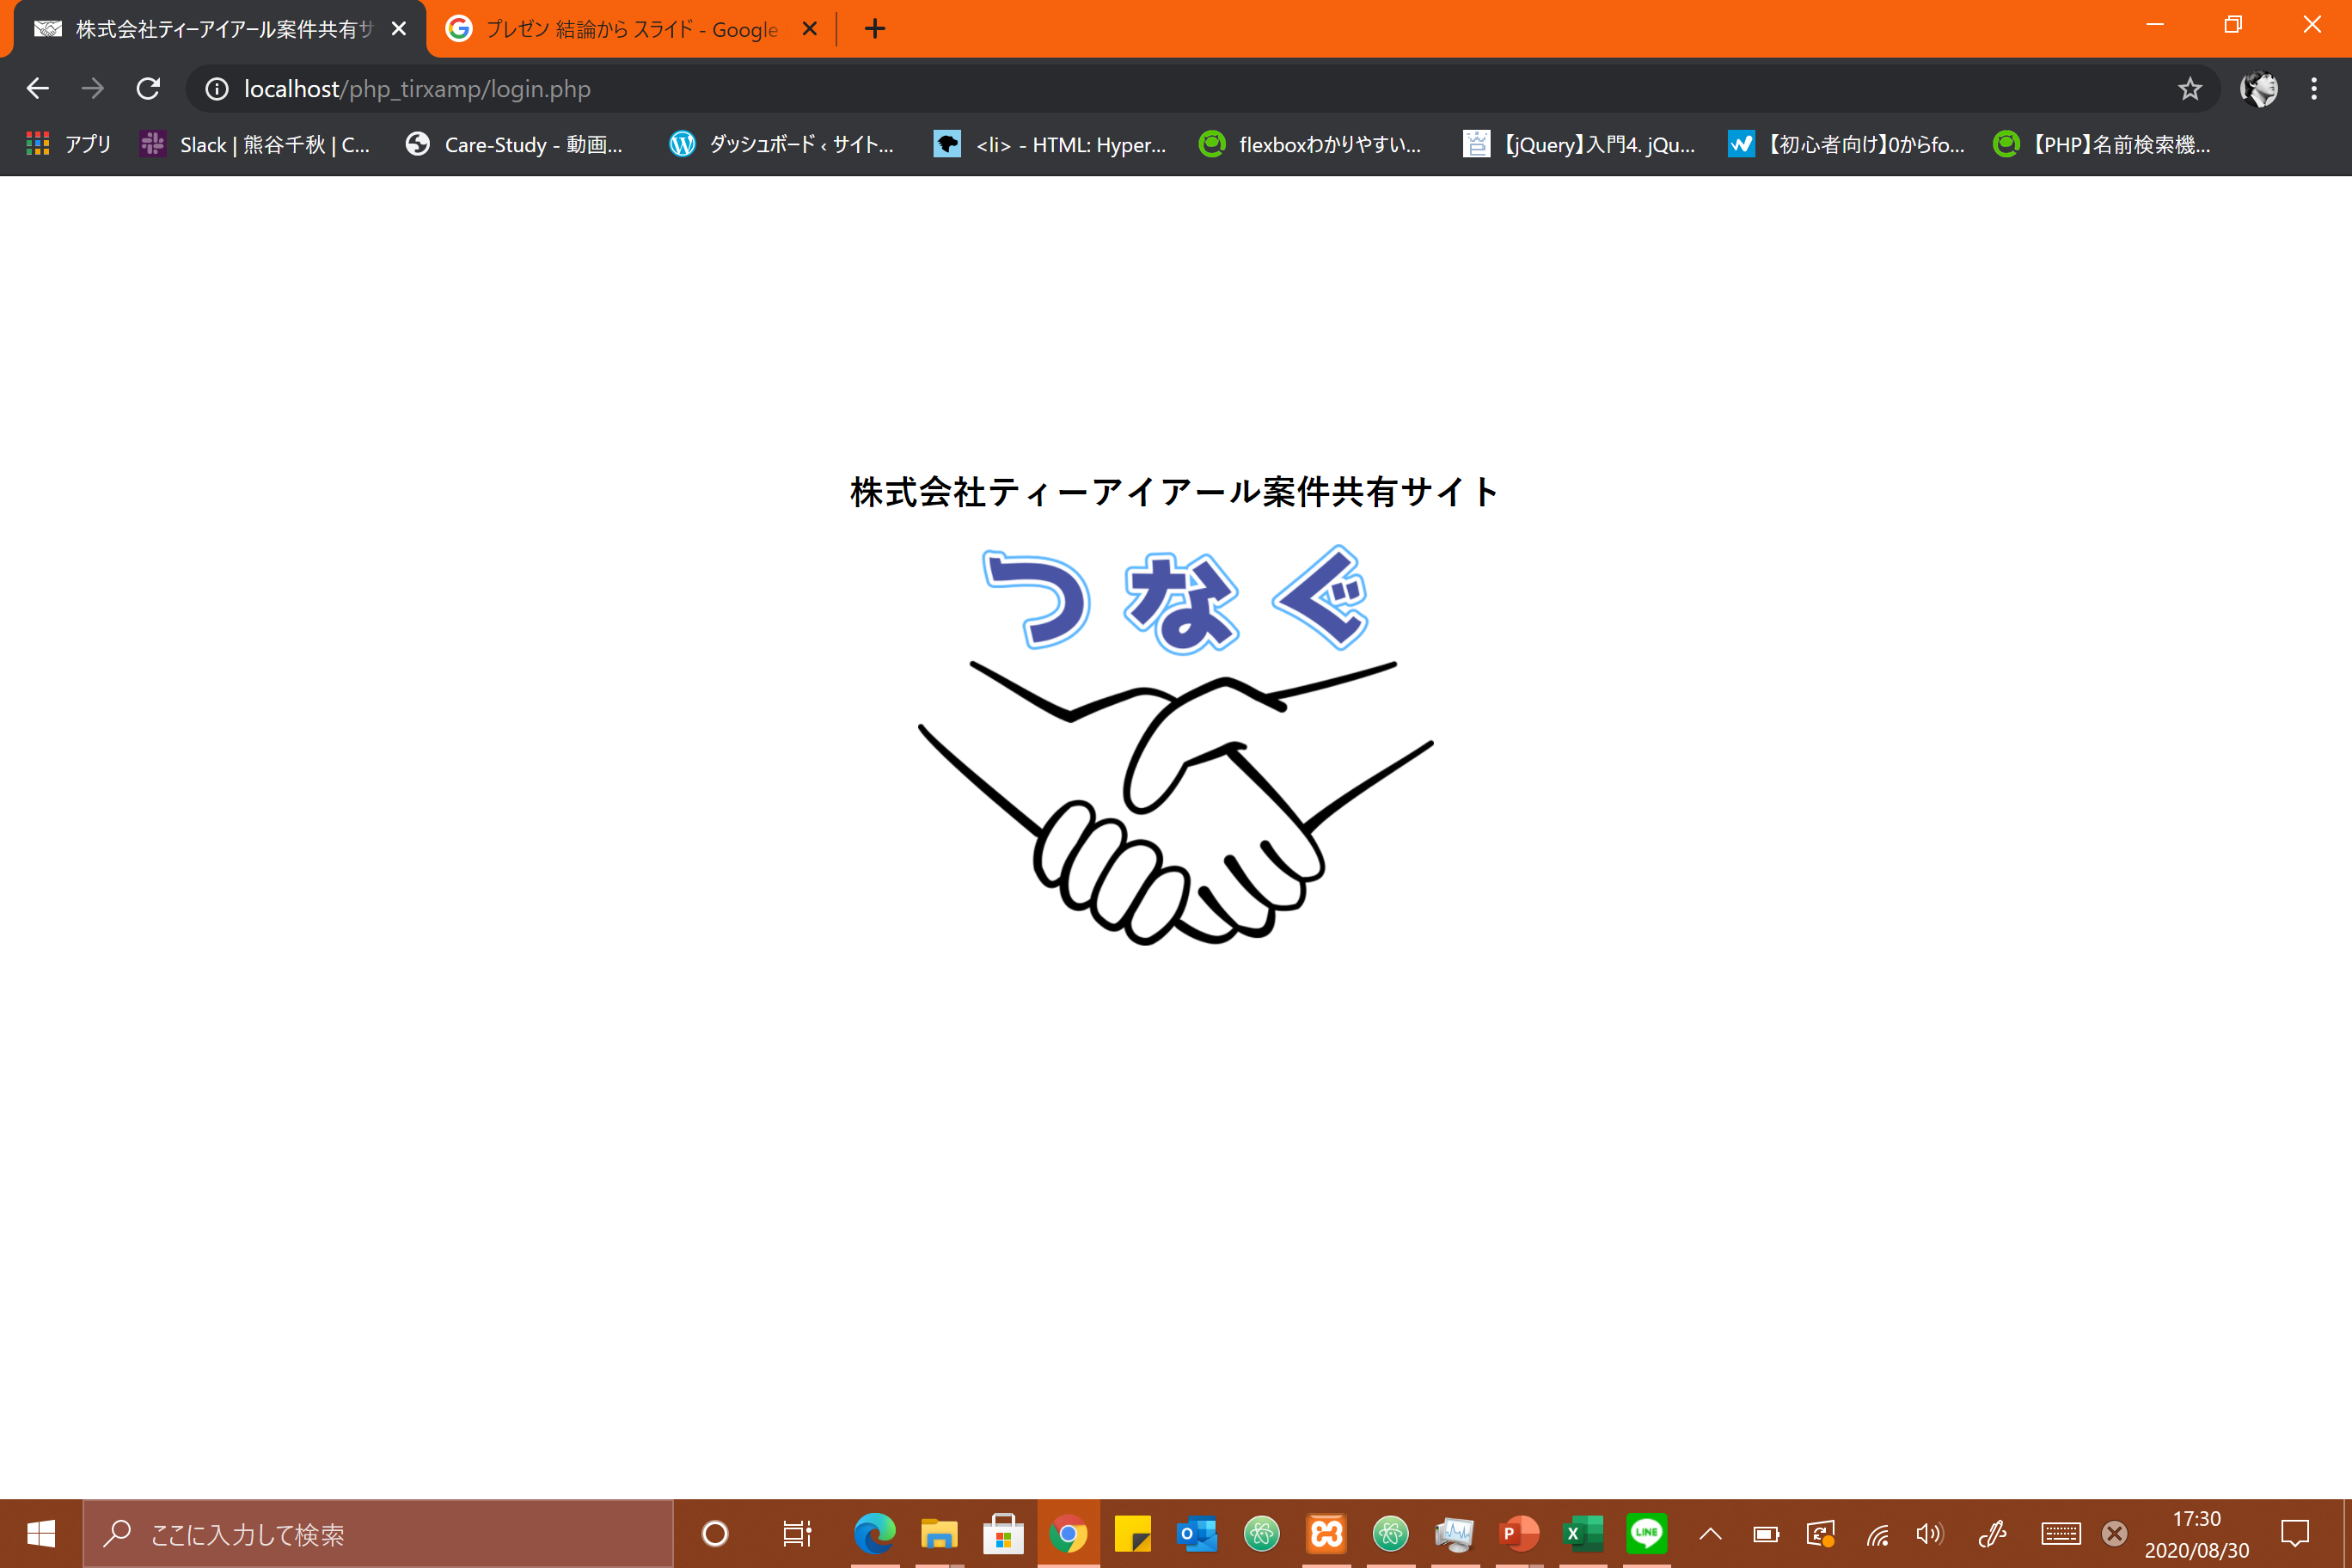 株式会社ティーアイアール案件共有サ
プレゼン 結論から スライド - Google
localhost/php_tirxamp/login.php
アプリ
Slack | 熊谷千秋 | C...
Care-Study - 動画...
ダッシュボード ‹ サイト...
<li> - HTML: Hyper...
flexboxわかりやすい...
【jQuery】入門4. jQu...
【初心者向け】0からfo...
【PHP】名前検索機...
株式会社ティーアイアール案件共有サイト
つなぐ
ここに入力して検索
LINE
17:30
2020/08/30